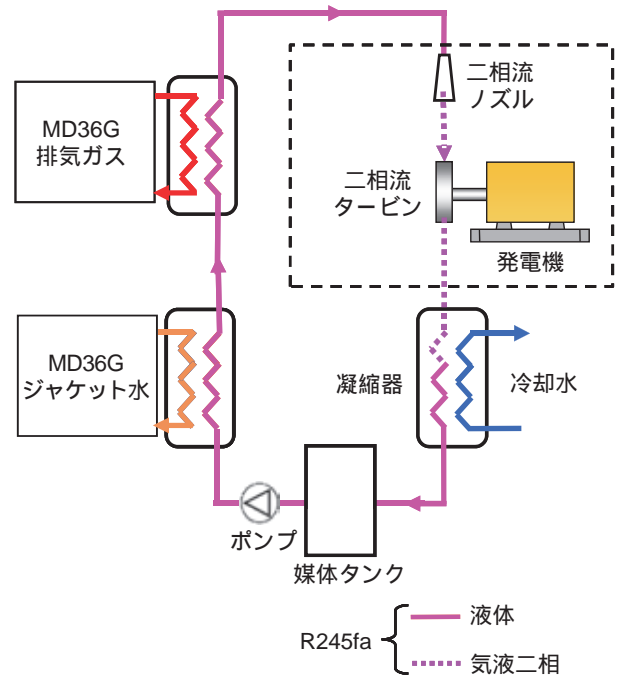 MD36G
排気ガス
二相流
ノズル
二相流
タービン
発電機
MD36G
ジャケット水
凝縮器
冷却水
ポンプ
媒体タンク
R245fa
液体
気液二相